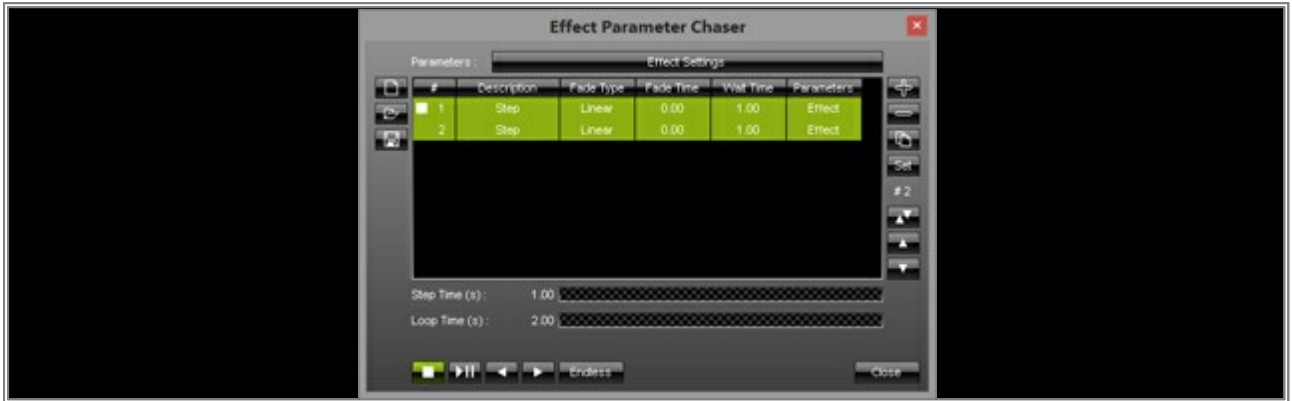 Effect Parameter Chaser
Parameters : Effect Settings
# Description Fade Type Fade Time Wait Time Parameters
1 Step Linear 0.00 1.00 Effect
2 Step Linear 0.00 1.00 Effect
Set
# 2
Step Time (s) : 1.00
Loop Time (s) : 2.00
Endless Close